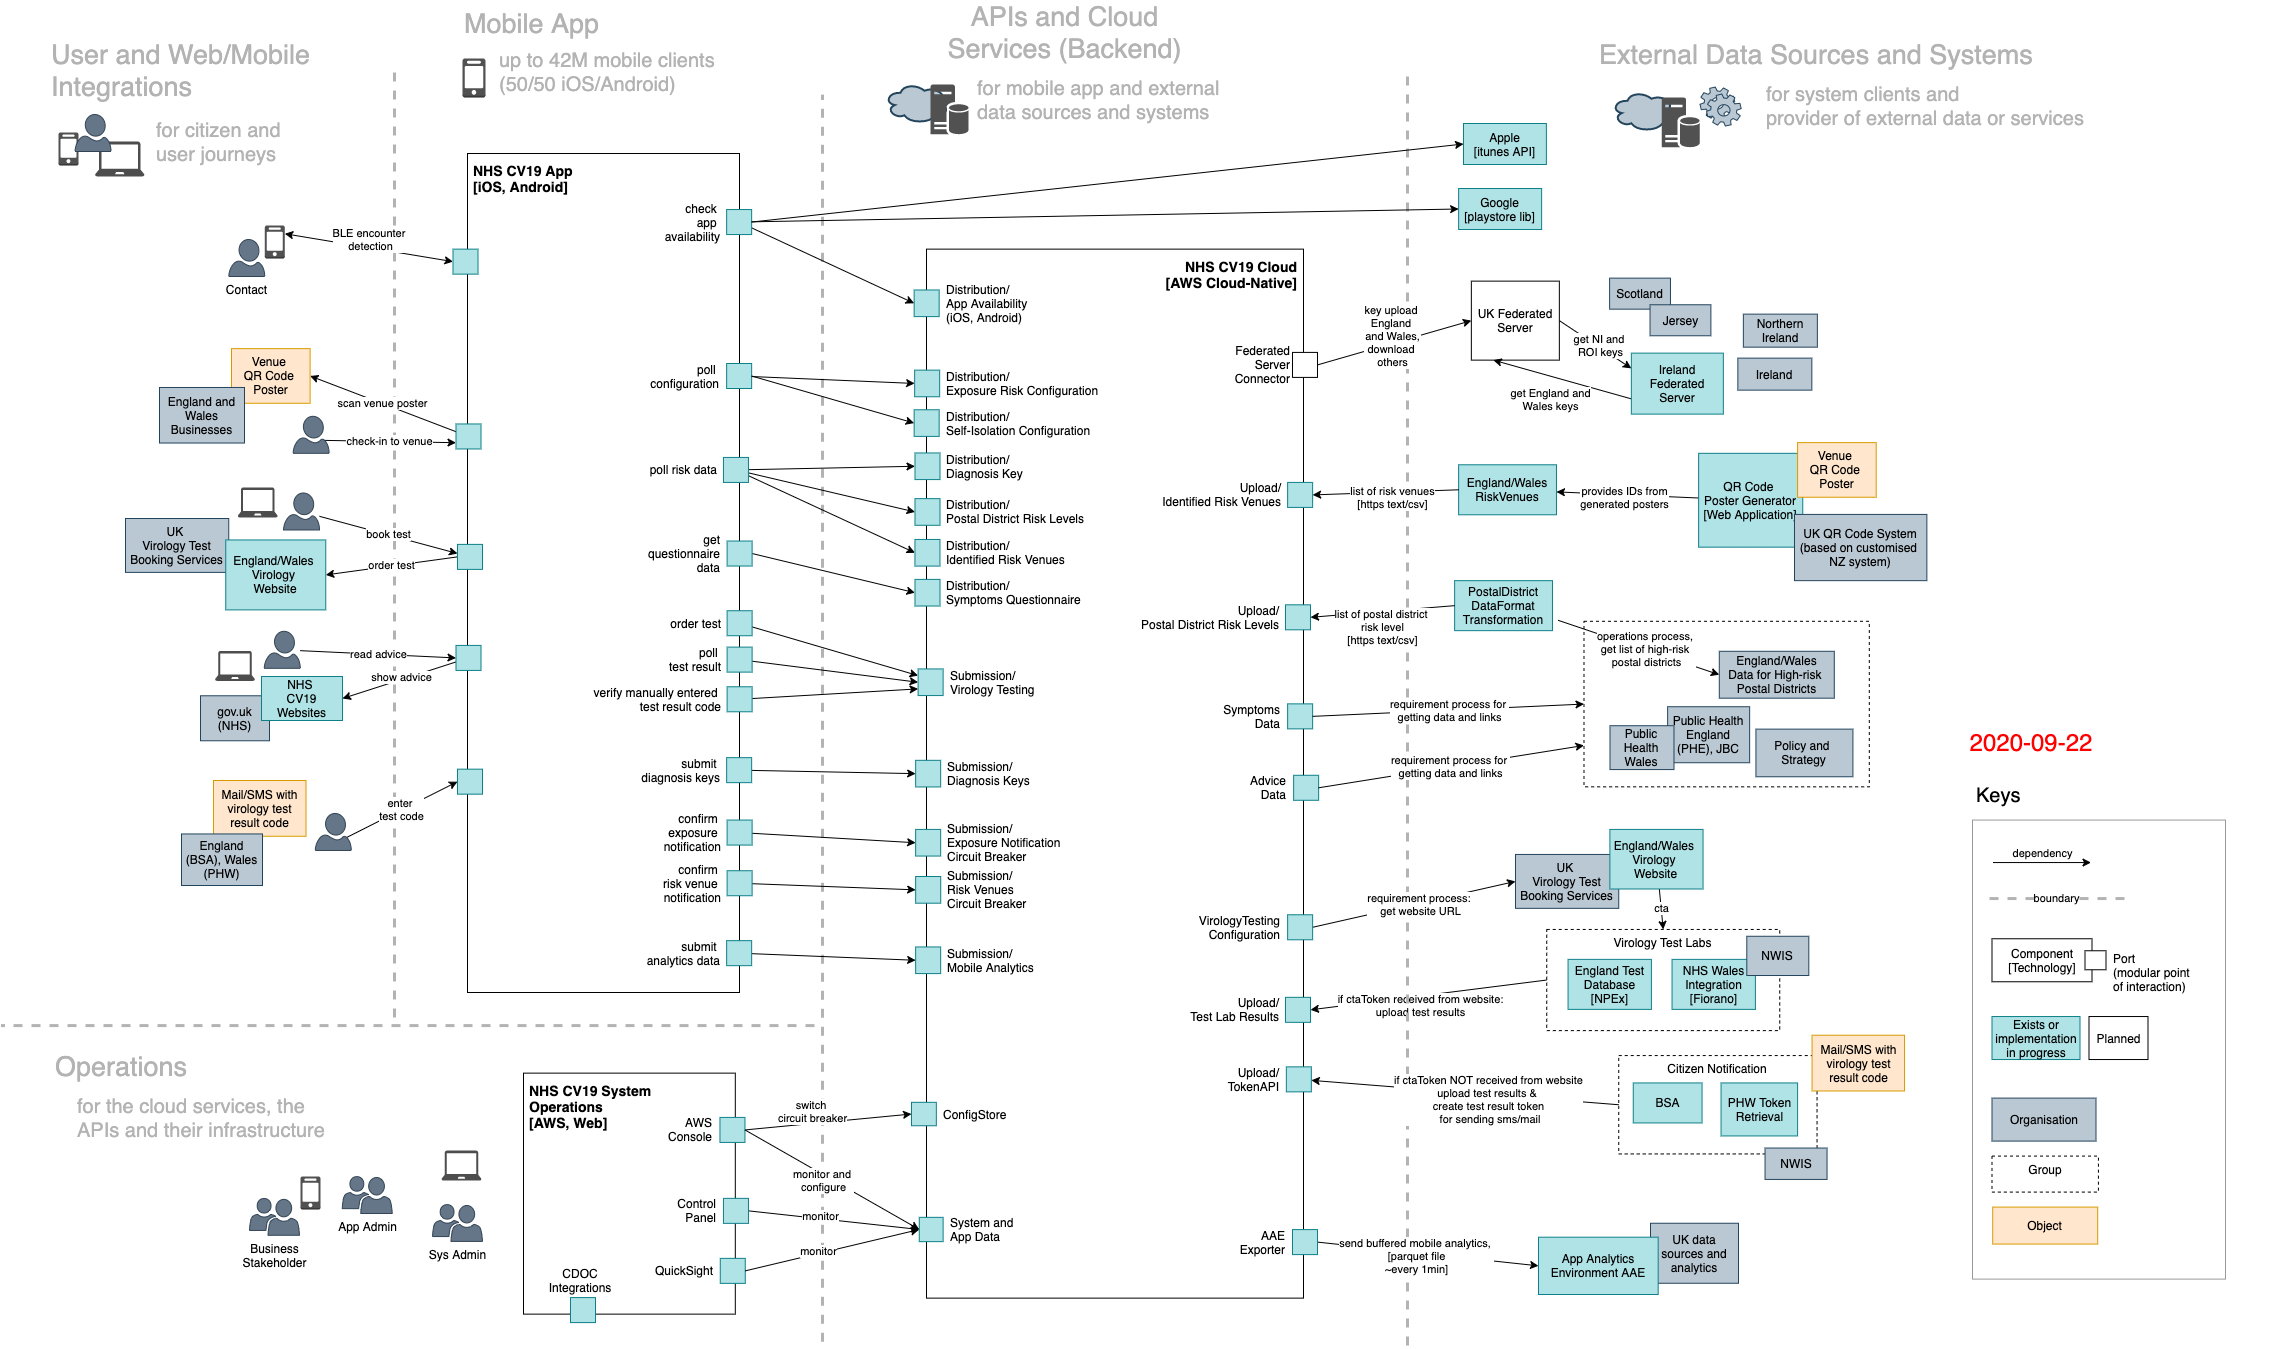 User and Web/Mobile
Integrations
for citizen and
user journeys
Mobile App
up to 42M mobile clients
(50/50 iOS/Android)
APIs and Cloud
Services (Backend)
for mobile app and external
data sources and systems
External Data Sources and Systems
for system clients and
provider of external data or services
BLE encounter
detection
Contact
Venue
QR Code
Poster
England and
Wales
Businesses
scan venue poster
check-in to venue
UK
Virology Test
Booking Services
England/Wales
Virology
Website
book test
order test
read advice
show advice
NHS
CV19
Websites
gov.uk
(NHS)
Mail/SMS with
virology test
result code
England
(BSA), Wales
(PHW)
enter
test code
NHS CV19 App
[iOS, Android]
check
app
availability
poll
configuration
poll risk data
get
questionnaire
data
order test
poll
test result
verify manually entered
test result code
submit
diagnosis keys
confirm
exposure
notification
confirm
risk venue
notification
submit
analytics data
NHS CV19 Cloud
[AWS Cloud-Native]
Distribution/
App Availability
(iOS, Android)
Distribution/
Exposure Risk Configuration
Distribution/
Self-Isolation Configuration
Distribution/
Diagnosis Key
Distribution/
Postal District Risk Levels
Distribution/
Identified Risk Venues
Distribution/
Symptoms Questionnaire
Submission/
Virology Testing
Submission/
Diagnosis Keys
Submission/
Exposure Notification
Circuit Breaker
Submission/
Risk Venues
Circuit Breaker
Submission/
Mobile Analytics
ConfigStore
System and
App Data
Federated
Server
Connector
Upload/
Identified Risk Venues
Upload/
Postal District Risk Levels
Symptoms
Data
Advice
Data
VirologyTesting
Configuration
Upload/
Test Lab Results
Upload/
TokenAPI
AAE
Exporter
Apple
[itunes API]
Google
[playstore lib]
key upload
England
and Wales,
download
others
UK Federated
Server
get NI and
ROI keys
get England and
Wales keys
Scotland
Jersey
Northern
Ireland
Ireland
Ireland
Federated
Server
list of risk venues
[https text/csv]
England/Wales
RiskVenues
provides IDs from
generated posters
QR Code
Poster Generator
[Web Application]
Venue
QR Code
Poster
UK QR Code System
(based on customised
NZ system)
list of postal district
risk level
[https text/csv]
PostalDistrict
DataFormat
Transformation
operations process,
get list of high-risk
postal districts
England/Wales
Data for High-risk
Postal Districts
Public
Health
Wales
Public Health
England
(PHE), JBC
Policy and
Strategy
requirement process for
getting data and links
requirement process for
getting data and links
requirement process:
get website URL
UK
Virology Test
Booking Services
England/Wales
Virology
Website
cta
Virology Test Labs
England Test
Database
[NPEx]
NHS Wales
Integration
[Fiorano]
NWIS
if ctaToken received from website:
upload test results
if ctaToken NOT received from website
upload test results &
create test result token
for sending sms/mail
Citizen Notification
BSA
PHW Token
Retrieval
Mail/SMS with
virology test
result code
NWIS
send buffered mobile analytics,
[parquet file
~every 1min]
App Analytics
Environment AAE
UK data
sources and
analytics
Operations
for the cloud services, the
APIs and their infrastructure
Business
Stakeholder
App Admin
Sys Admin
NHS CV19 System
Operations
[AWS, Web]
AWS
Console
Control
Panel
QuickSight
CDOC
Integrations
switch
circuit breaker
monitor and
configure
monitor
monitor
2020-09-22
Keys
dependency
boundary
Component
[Technology]
Port
(modular point
of interaction)
Exists or
implementation
in progress
Planned
Organisation
Group
Object